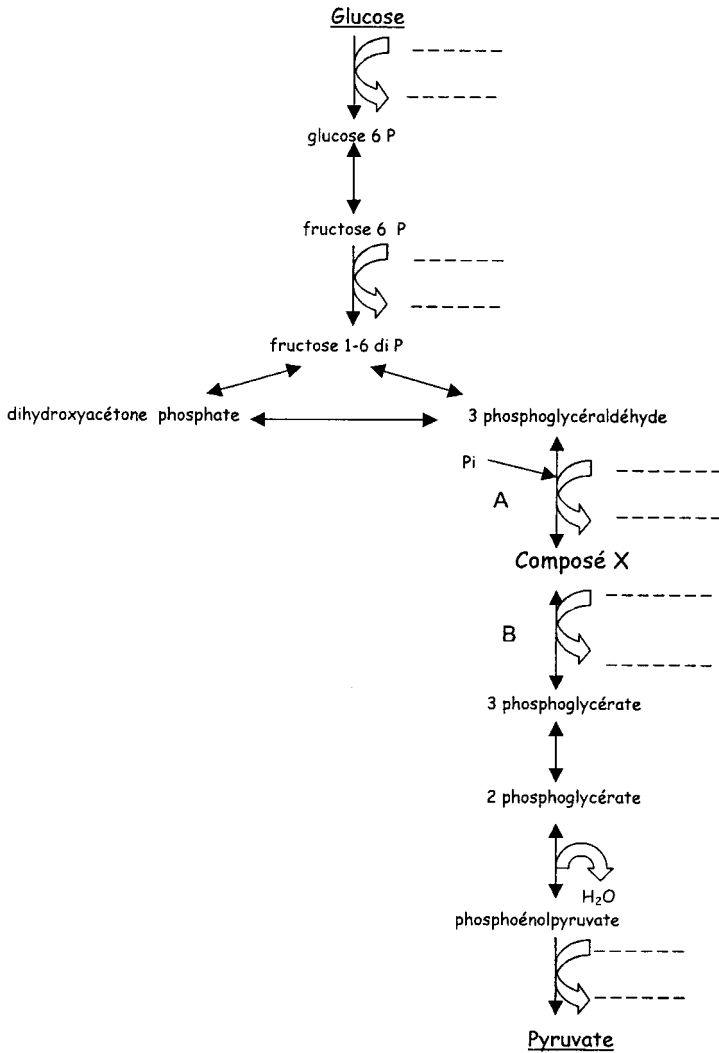 Glucose
glucose 6 P
fructose 6 P
fructose 1-6 di P
dihydroxyacétone phosphate
3 phosphoglycéraldéhyde
Pi
A
Composé X
B
3 phosphoglycérate
2 phosphoglycérate
H₂O
phosphoénolpyruvate
Pyruvate